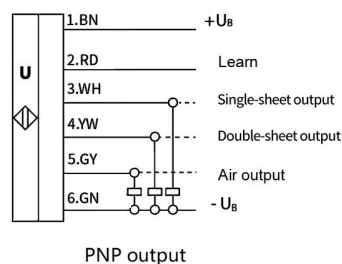 1.BN +UB
2.RD Learn
U
3.WH Single-sheet output
4.YW Double-sheet output
5.GY Air output
6.GN - UB
PNP output